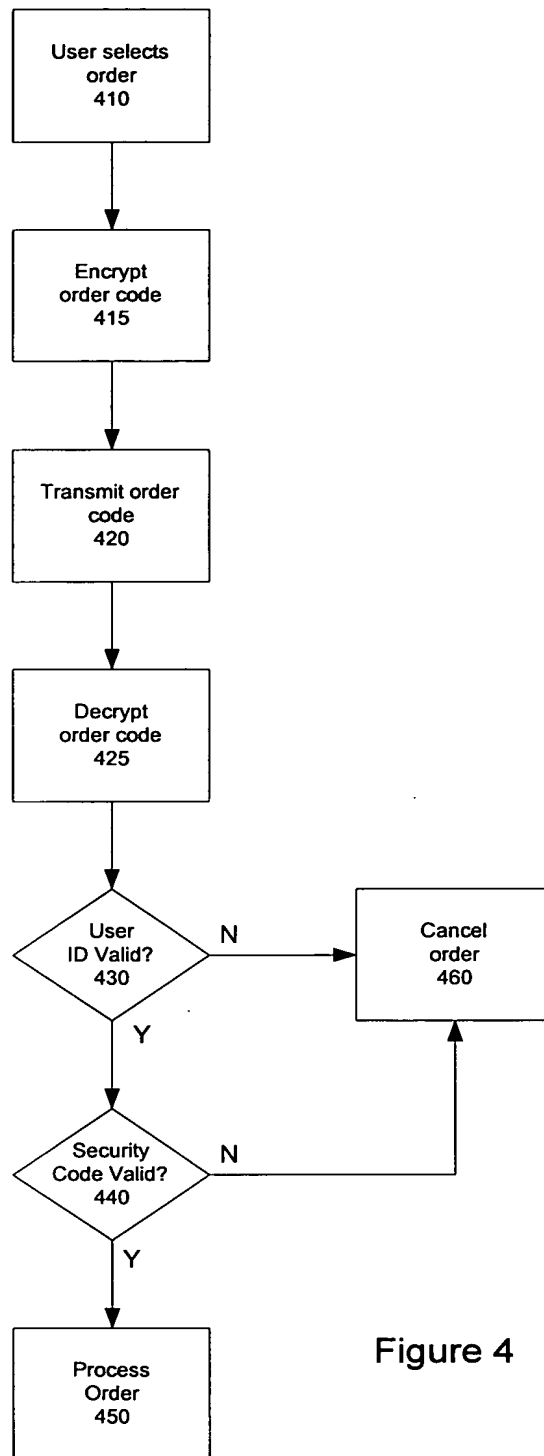 User selects
order
410
Encrypt
order code
415
Transmit order
code
420
Decrypt
order code
425
User
ID Valid?
430
N
Cancel
order
460
Y
Security
Code Valid?
440
N
Y
Process
Order
450
Figure 4